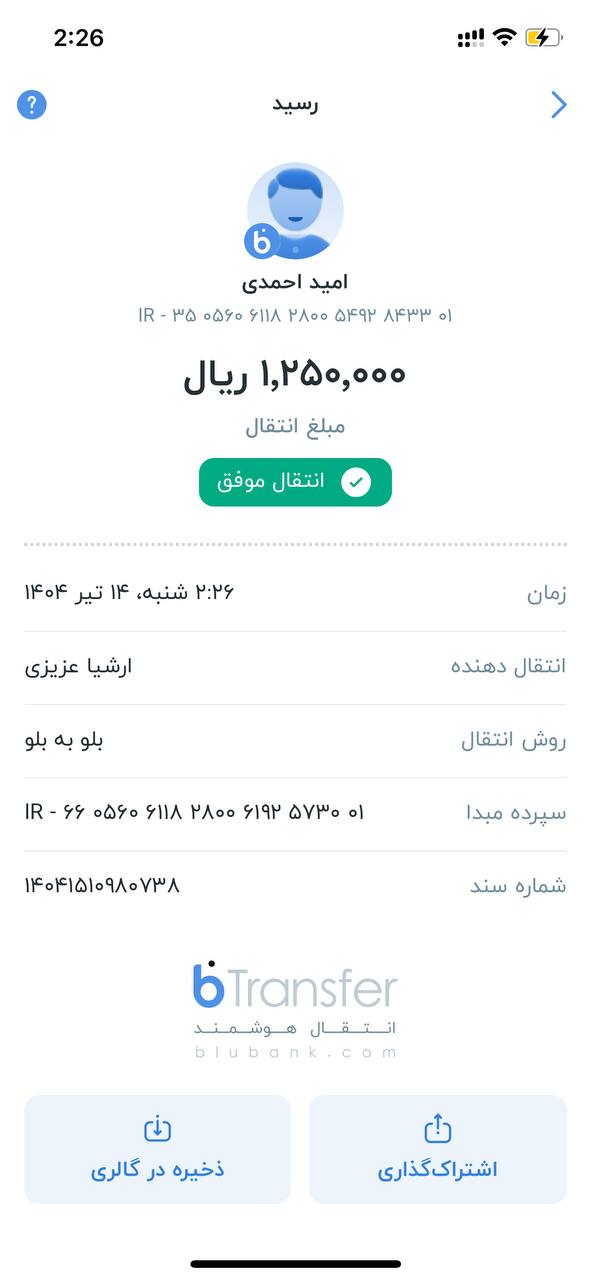 2:26
رسید
?
b
امید احمدی
IR - ۳۵ ۰۵۶۰ ۶۱۱۸ ۲۸۰۰ ۵۴۹۲ ۸۴۳۳ ۰۱
۱,۲۵۰,۰۰۰ ریال
مبلغ انتقال
انتقال موفق
زمان ۲:۲۶ شنبه، ۱۴ تیر ۱۴۰۴
انتقال دهنده ارشیا عزیزی
روش انتقال بلو به بلو
سپرده مبدا IR - ۶۶ ۰۵۶۰ ۶۱۱۸ ۲۸۰۰ ۶۱۹۲ ۵۷۳۰ ۰۱
شماره سند ۱۴۰۴۱۵۱۰۹۸۰۷۳۸
bTransfer
انـتـقـال هـوشـمـنـد
blubank.com
اشتراک‌گذاری ذخیره در گالری